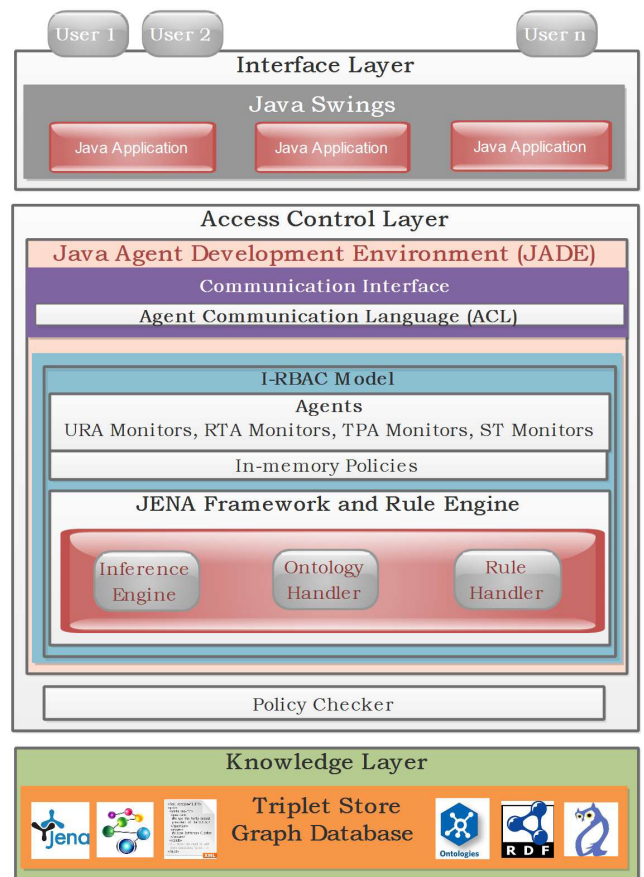 User 1 User 2 User n
Interface Layer
Java Swings
Java Application Java Application Java Application
Access Control Layer
Java Agent Development Environment (JADE)
Communication Interface
Agent Communication Language (ACL)
I-RBAC Model
Agents
URA Monitors, RTA Monitors, TPA Monitors, ST Monitors
In-memory Policies
JENA Framework and Rule Engine
Inference Engine
Ontology Handler
Rule Handler
Policy Checker
Knowledge Layer
Triplet Store
Graph Database
Jena
Ontologies
RDF